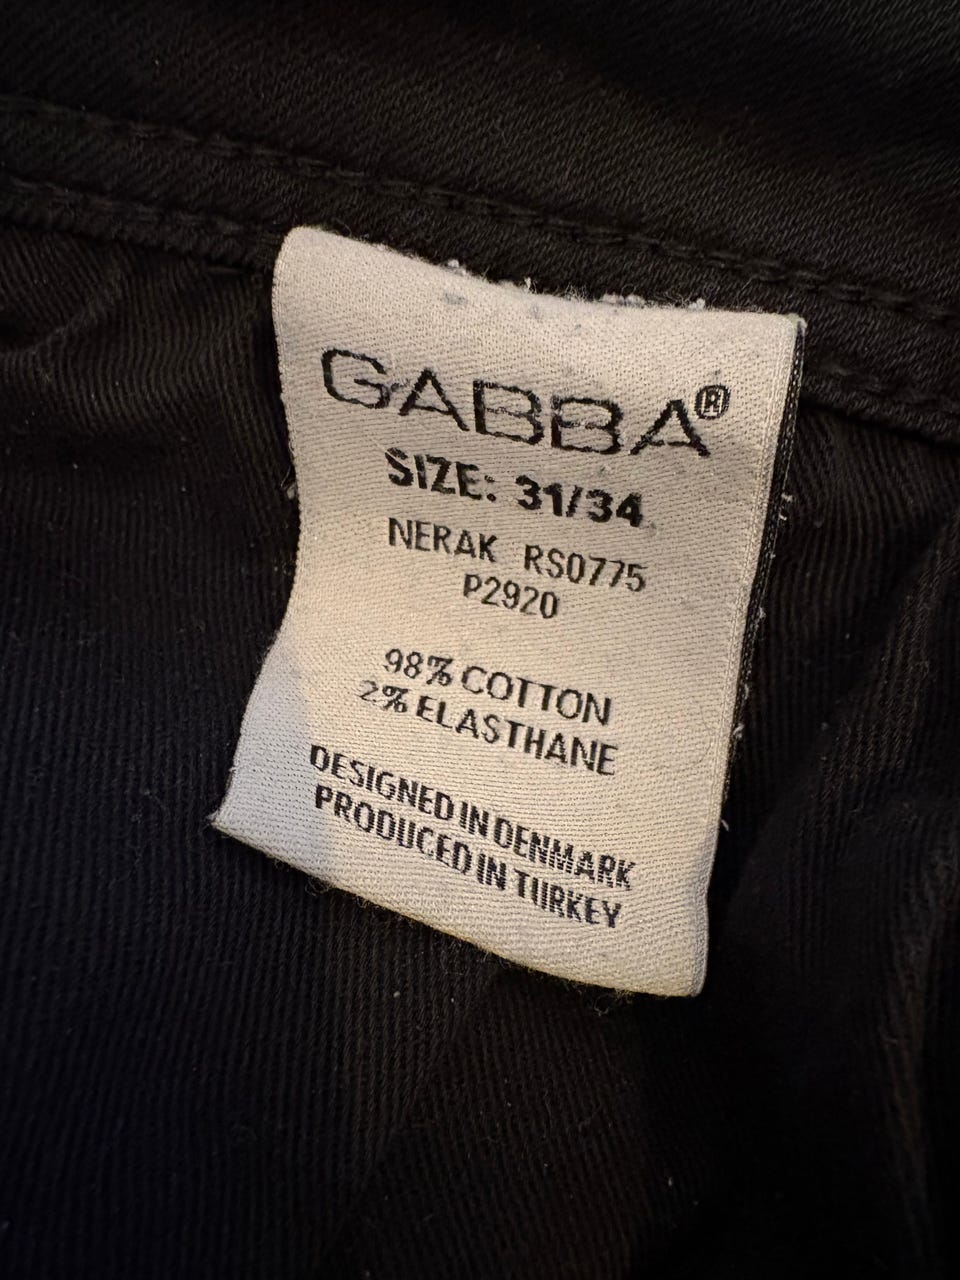 GABBA®
SIZE: 31/34
NERAK RS0775
P2920
98% COTTON
2% ELASTHANE
DESIGNED IN DENMARK
PRODUCED IN TURKEY